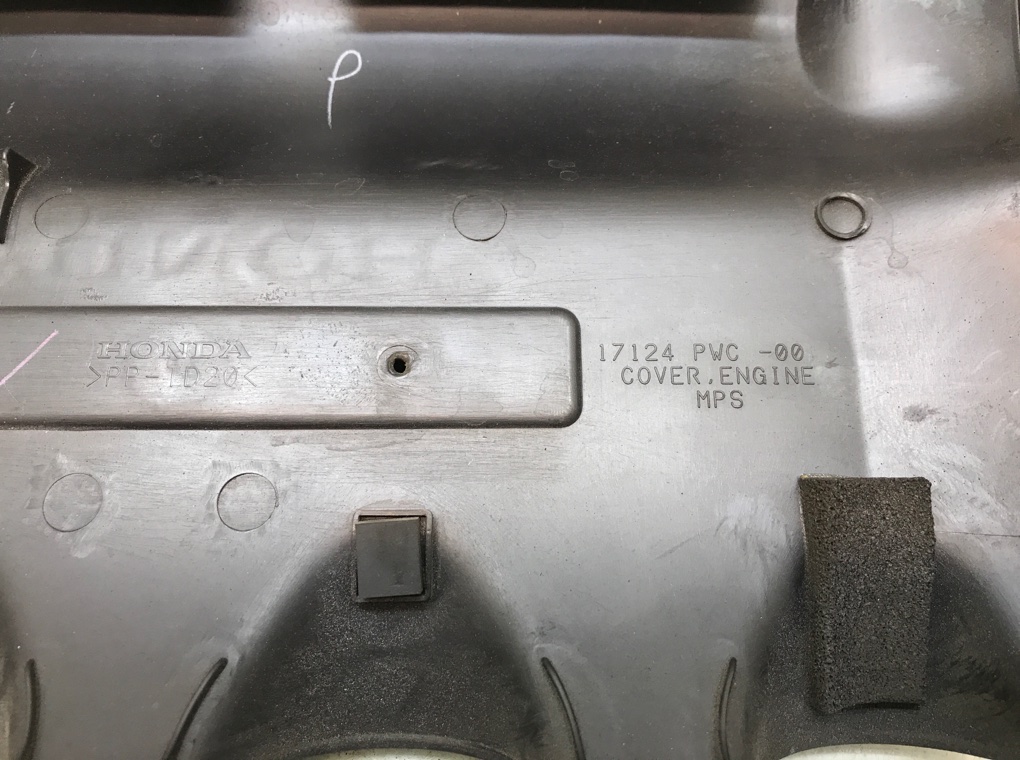 P
HONDA
>PP-TD20<
17124 PWC -00
COVER,ENGINE
MPS